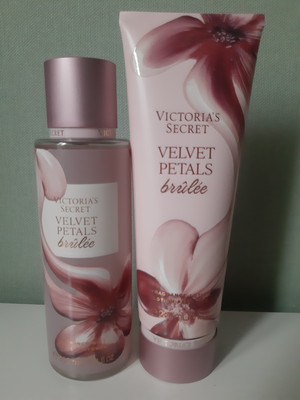 VICTORIA'S
SECRET
VELVET
PETALS
brûlée
VICTORIA'S
SECRET
VELVET
PETALS
brûlée